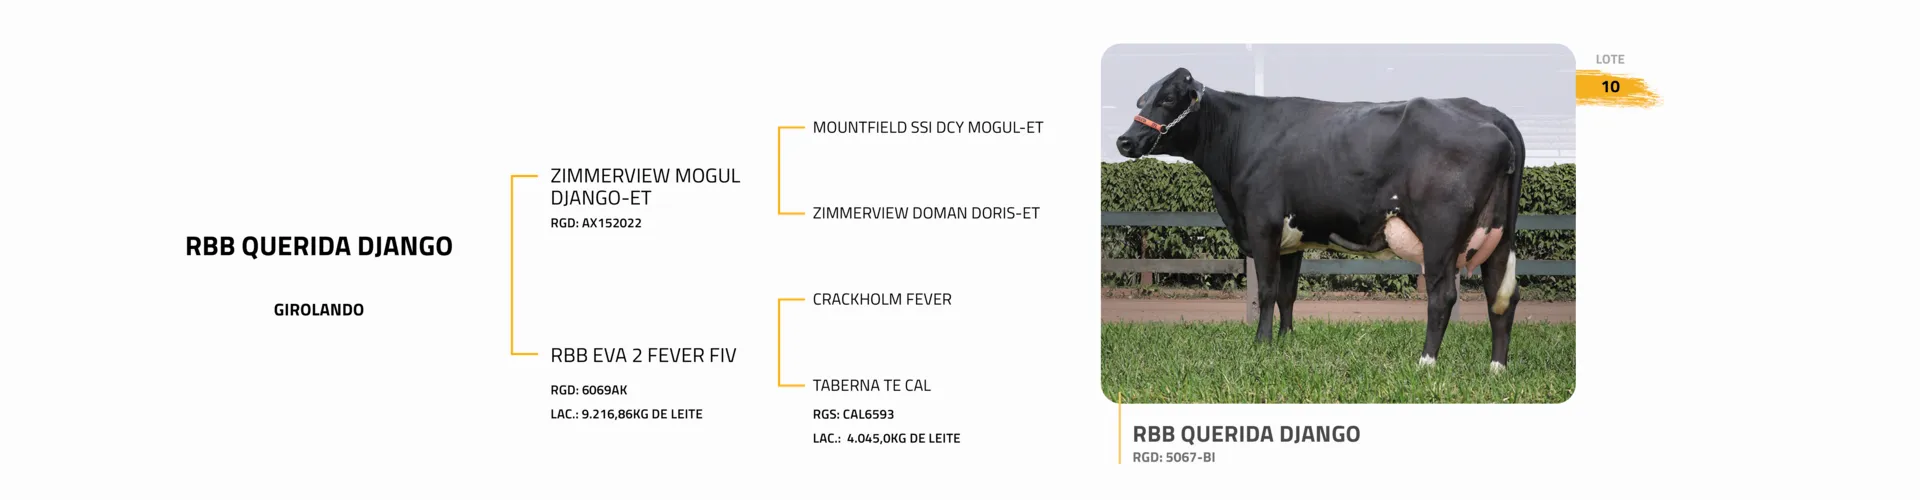 RBB QUERIDA DJANGO
GIROLANDO
ZIMMERVIEW MOGUL
DJANGO-ET
RGD: AX152022
RBB EVA 2 FEVER FIV
RGD: 6069AK
LAC.: 9.216,86KG DE LEITE
MOUNTFIELD SSI DCY MOGUL-ET
ZIMMERVIEW DOMAN DORIS-ET
CRACKHOLM FEVER
TABERNA TE CAL
RGS: CAL6593
LAC.: 4.045,0KG DE LEITE
LOTE
10
RBB QUERIDA DJANGO
RGD: 5067-BI